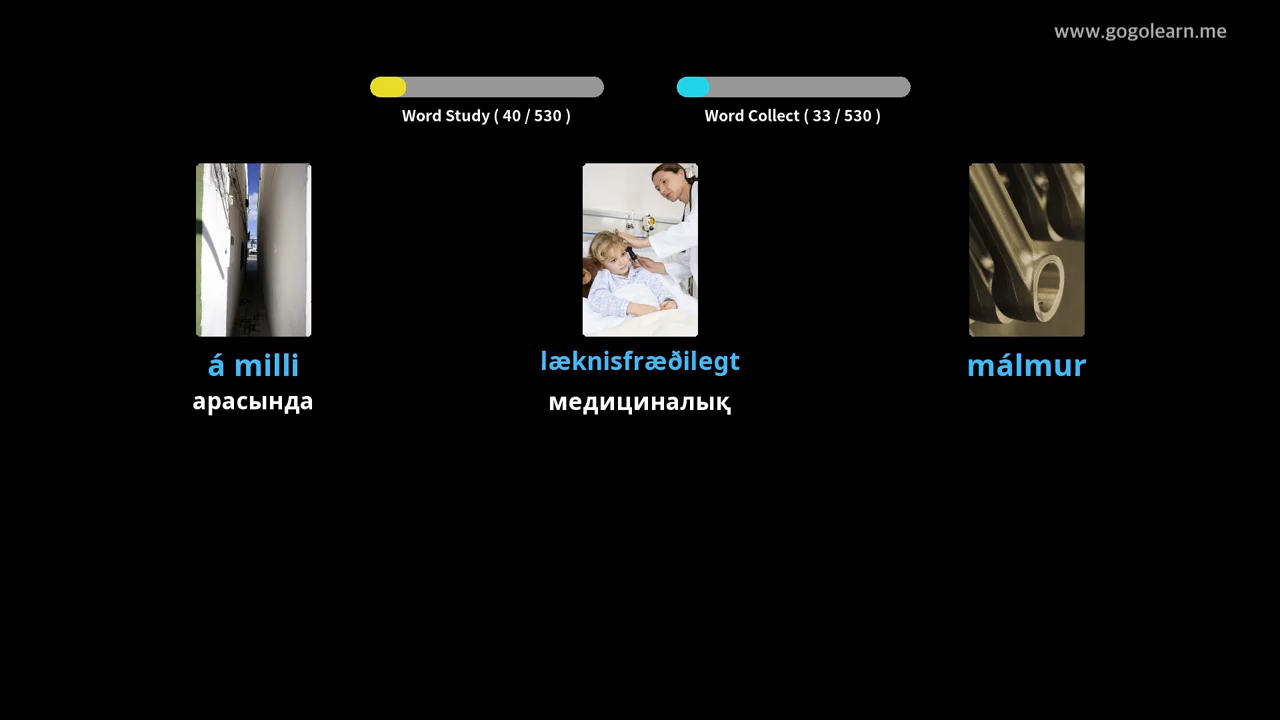 www.gogolearn.me
Word Study ( 40 / 530 )
Word Collect ( 33 / 530 )
á milli
арасында
læknisfræðilegt
медициналық
málmur